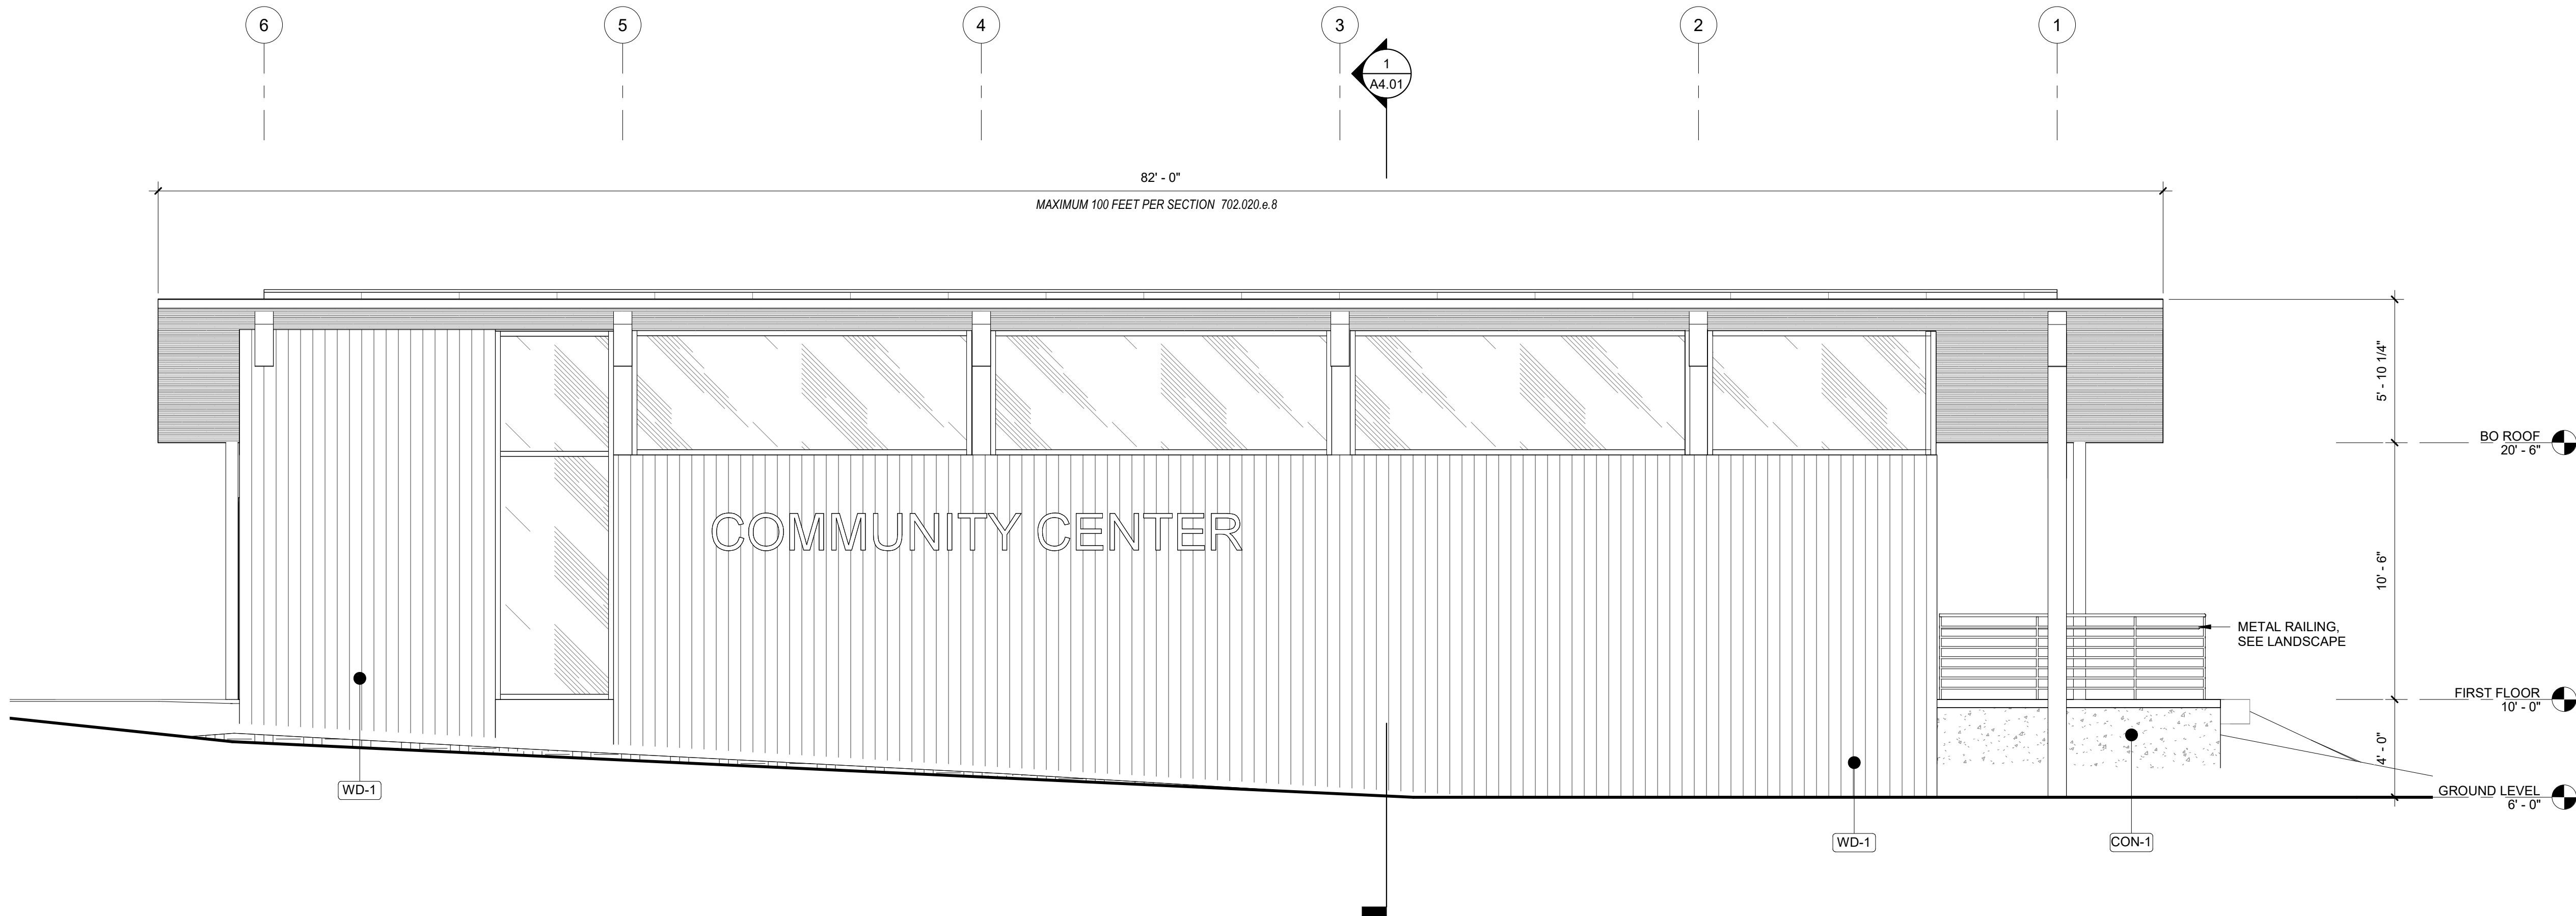 6
5
4
3
2
1
1
A4.01
82' - 0"
MAXIMUM 100 FEET PER SECTION 702.020.e.8
5' - 10 1/4"
BO ROOF
20' - 6"
COMMUNITY CENTER
10' - 6"
METAL RAILING,
SEE LANDSCAPE
FIRST FLOOR
10' - 0"
4' - 0"
GROUND LEVEL
6' - 0"
WD-1
WD-1
CON-1